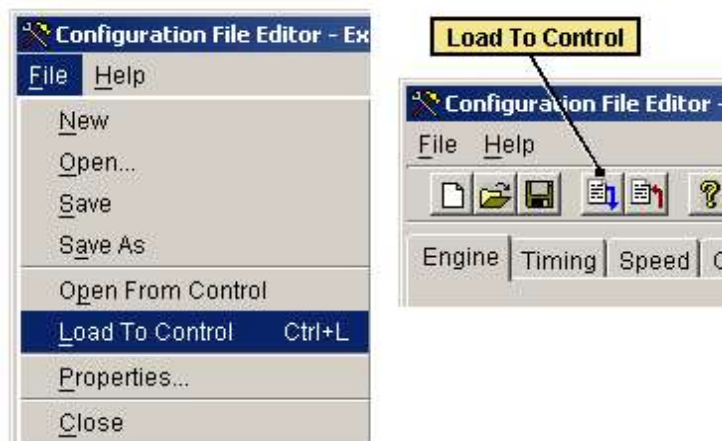 Configuration File Editor - Ex
File Help
New
Open...
Save
Save As
Open From Control
Load To Control Ctrl+L
Properties...
Close
Load To Control
Configuration File Editor -
File Help
Engine Timing Speed